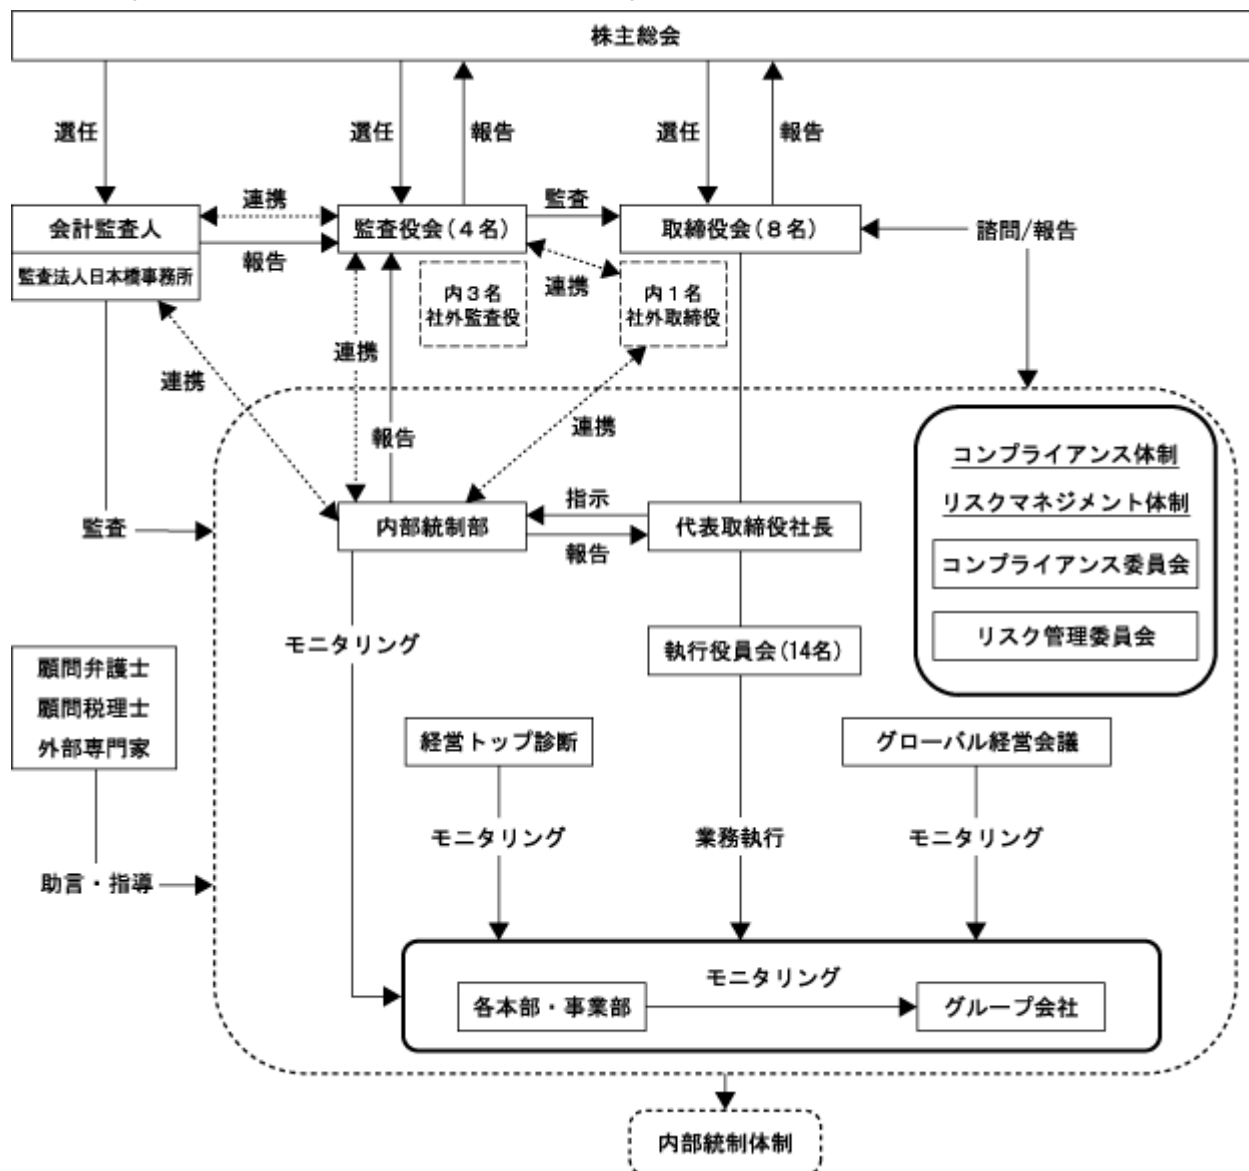 株主総会
選任
選任
報告
選任
報告
連携
監査
会計監査人
監査役会(4名)
取締役会(8名)
諮問/報告
報告
監査法人日本橋事務所
内3名
社外監査役
連携
内1名
社外取締役
連携
連携
報告
連携
コンプライアンス体制
リスクマネジメント体制
コンプライアンス委員会
リスク管理委員会
監査
内部統制部
指示
報告
代表取締役社長
モニタリング
執行役員会(14名)
顧問弁護士
顧問税理士
外部専門家
経営トップ診断
グローバル経営会議
モニタリング
業務執行
モニタリング
助言・指導
モニタリング
各本部・事業部
グループ会社
内部統制体制